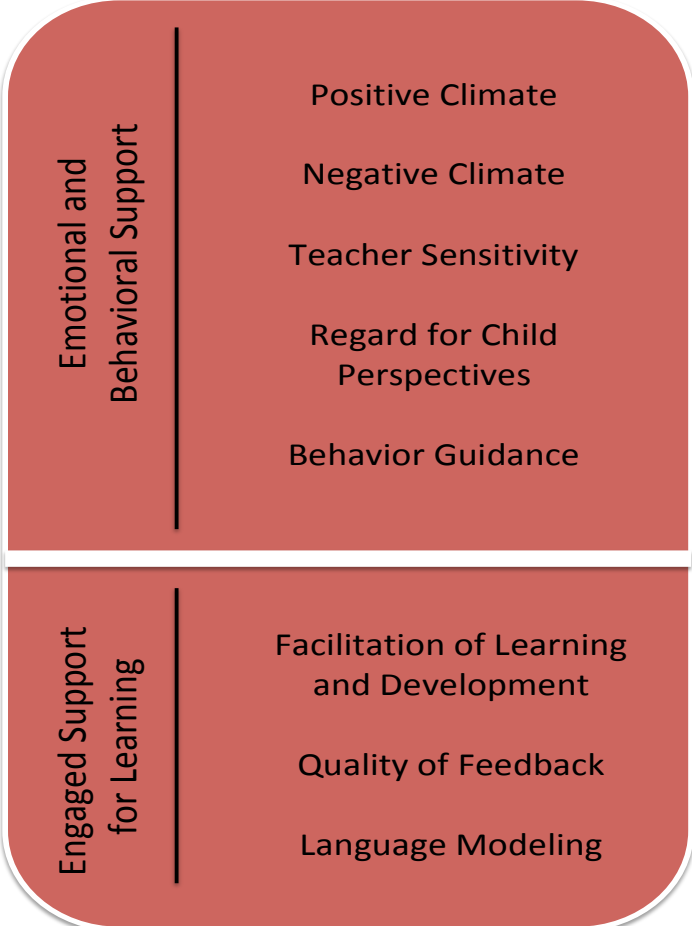 Emotional and
Behavioral Support
Positive Climate
Negative Climate
Teacher Sensitivity
Regard for Child
Perspectives
Behavior Guidance
Engaged Support
for Learning
Facilitation of Learning
and Development
Quality of Feedback
Language Modeling